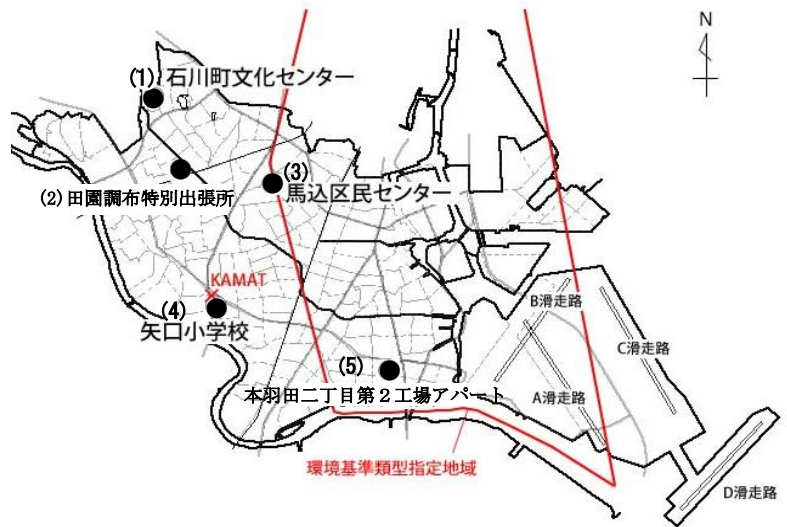 N
(1) 石川町文化センター
(3)
馬込区民センター
(2) 田園調布特別出張所
KAMAT
(4)
矢口小学校
(5)
本羽田二丁目第2工場アパート
B滑走路
C滑走路
A滑走路
D滑走路
環境基準類型指定地域